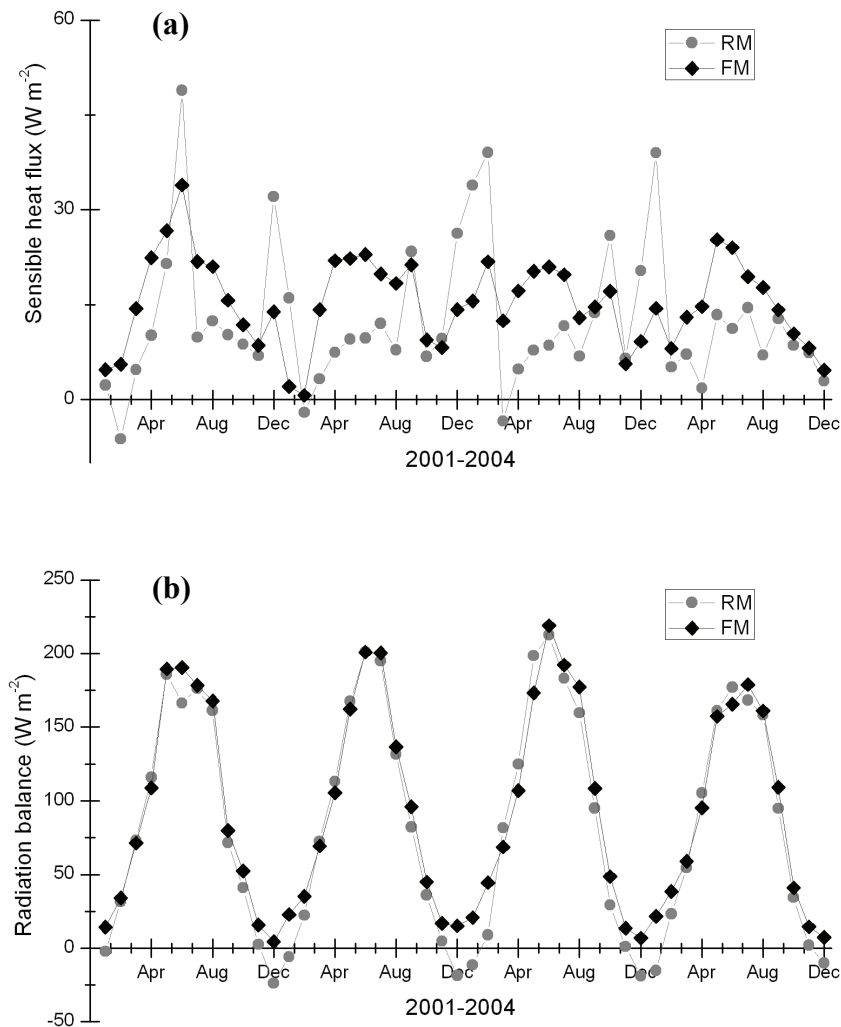 (a)
60
30
0
Sensible heat flux (W m-2)
RM
FM
Apr Aug Dec Apr Aug Dec Apr Aug Dec Apr Aug Dec
2001-2004
(b)
250
200
150
100
50
0
-50
Radiation balance (W m-2)
RM
FM
Apr Aug Dec Apr Aug Dec Apr Aug Dec Apr Aug Dec
2001-2004